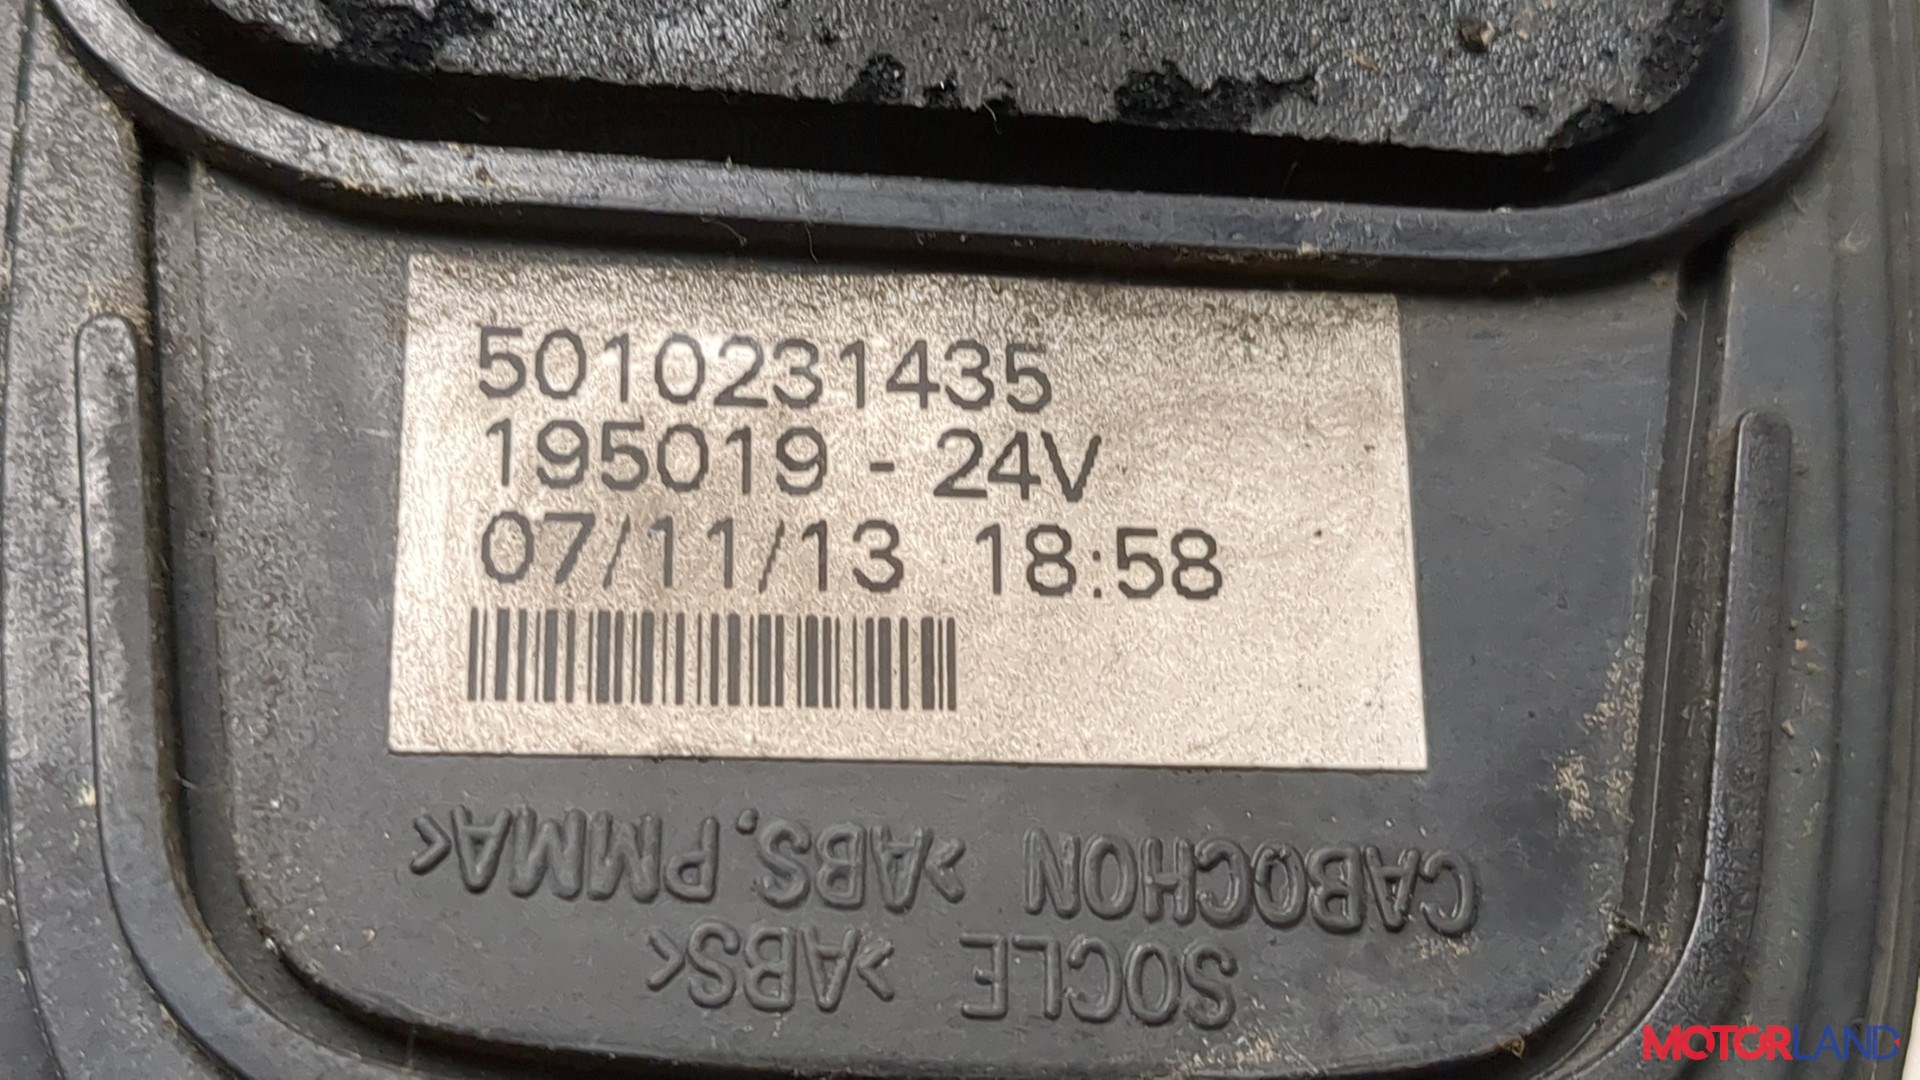 5010231435
195019 - 24V
07/11/13 18:58
SOCLE >ABS<
CABOCHON >ABS, PMMA<
MOTORLAND